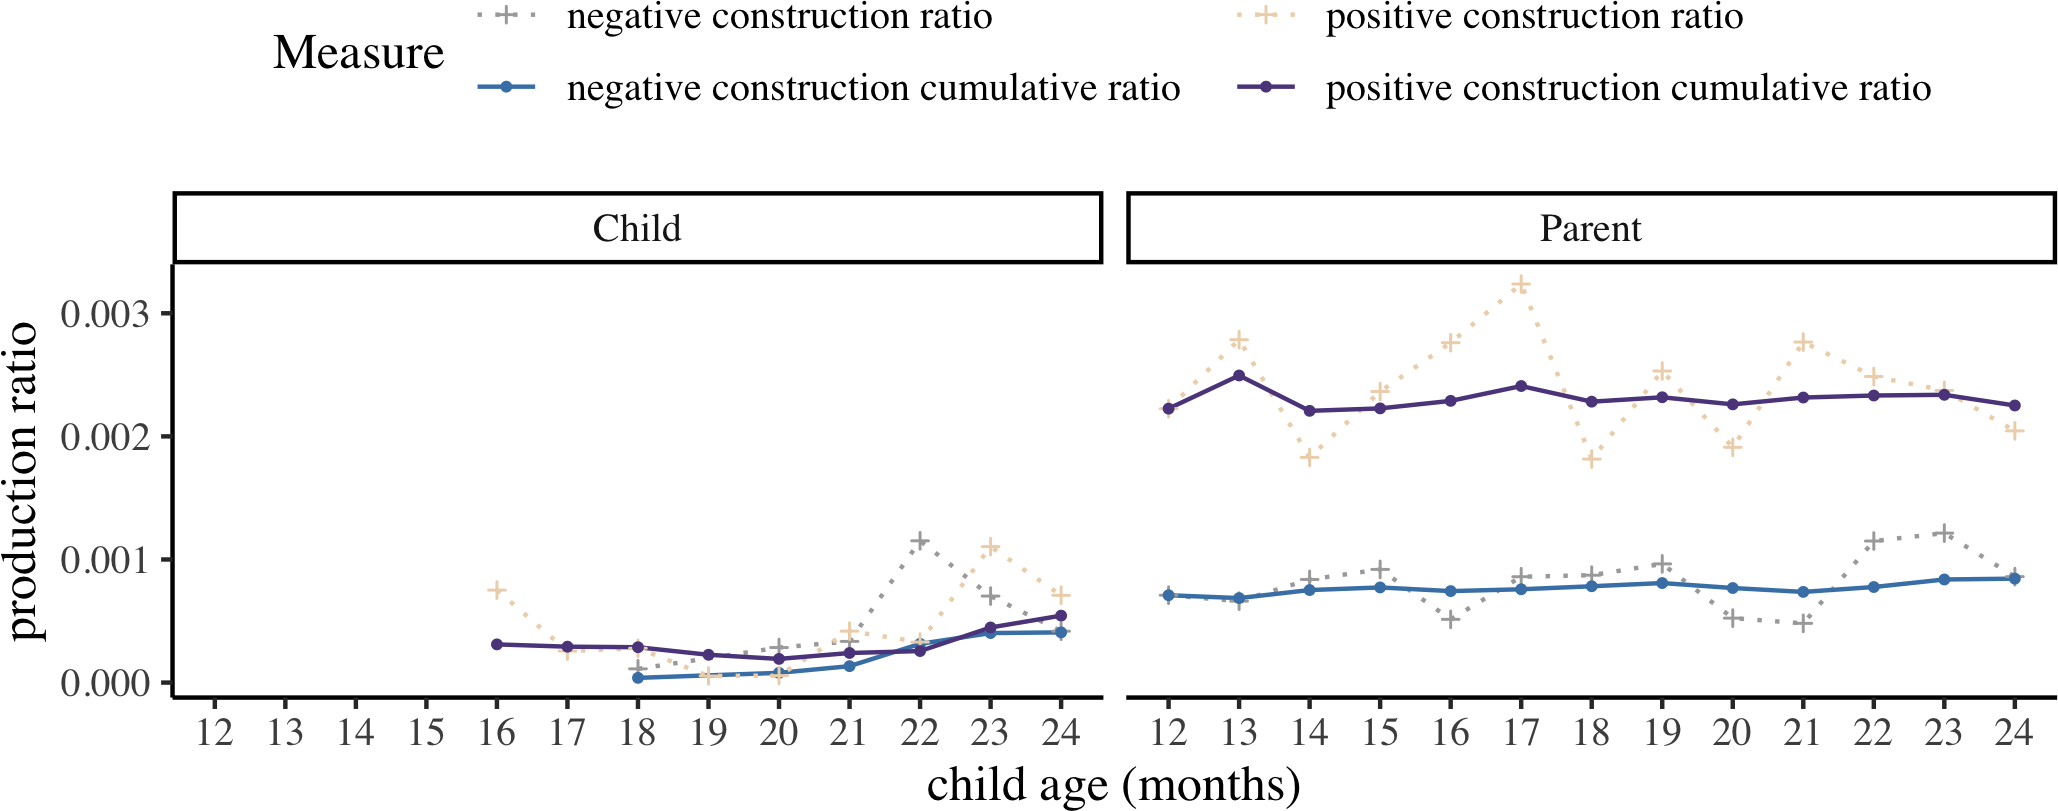 negative construction ratio
positive construction ratio
Measure
negative construction cumulative ratio
positive construction cumulative ratio
Child
Parent
0.003
0.002
0.001
0.000
production ratio
12 13 14 15 16 17 18 19 20 21 22 23 24
12 13 14 15 16 17 18 19 20 21 22 23 24
child age (months)